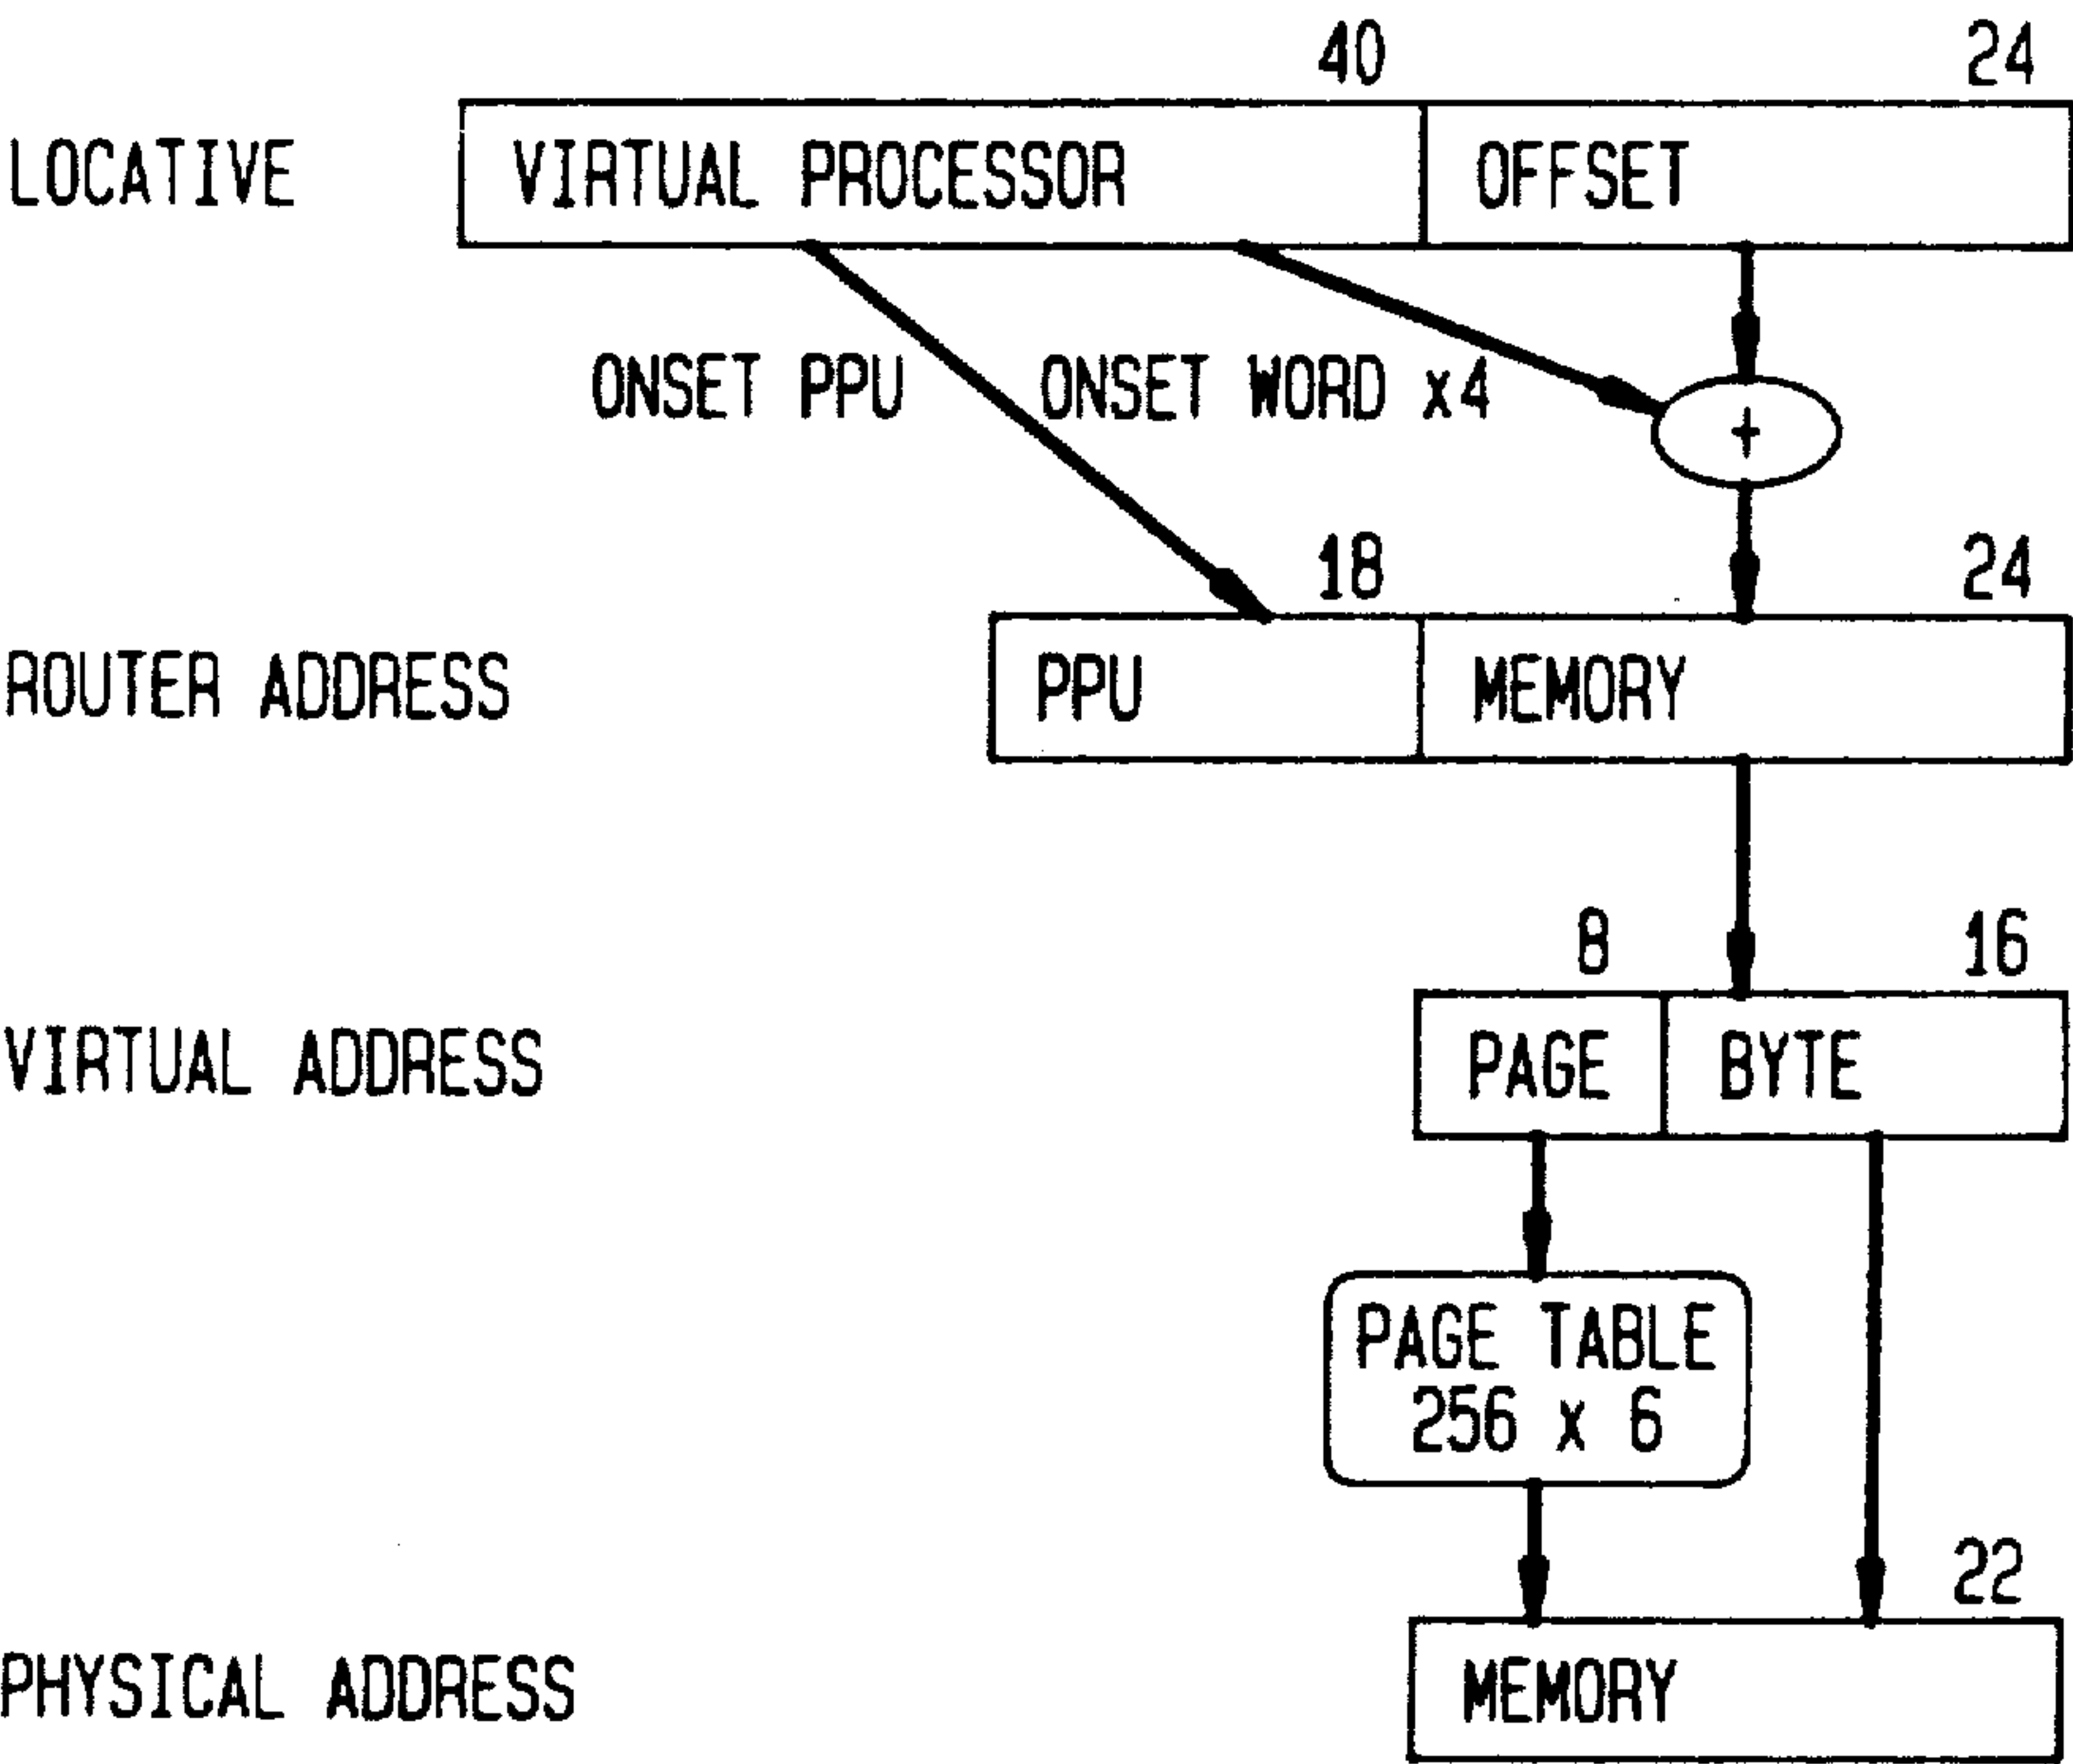 40 24
LOCATIVE VIRTUAL PROCESSOR OFFSET
ONSET PPU ONSET WORD x4
+
18 24
ROUTER ADDRESS PPU MEMORY
8 16
VIRTUAL ADDRESS PAGE BYTE
PAGE TABLE
256 x 6
22
PHYSICAL ADDRESS MEMORY